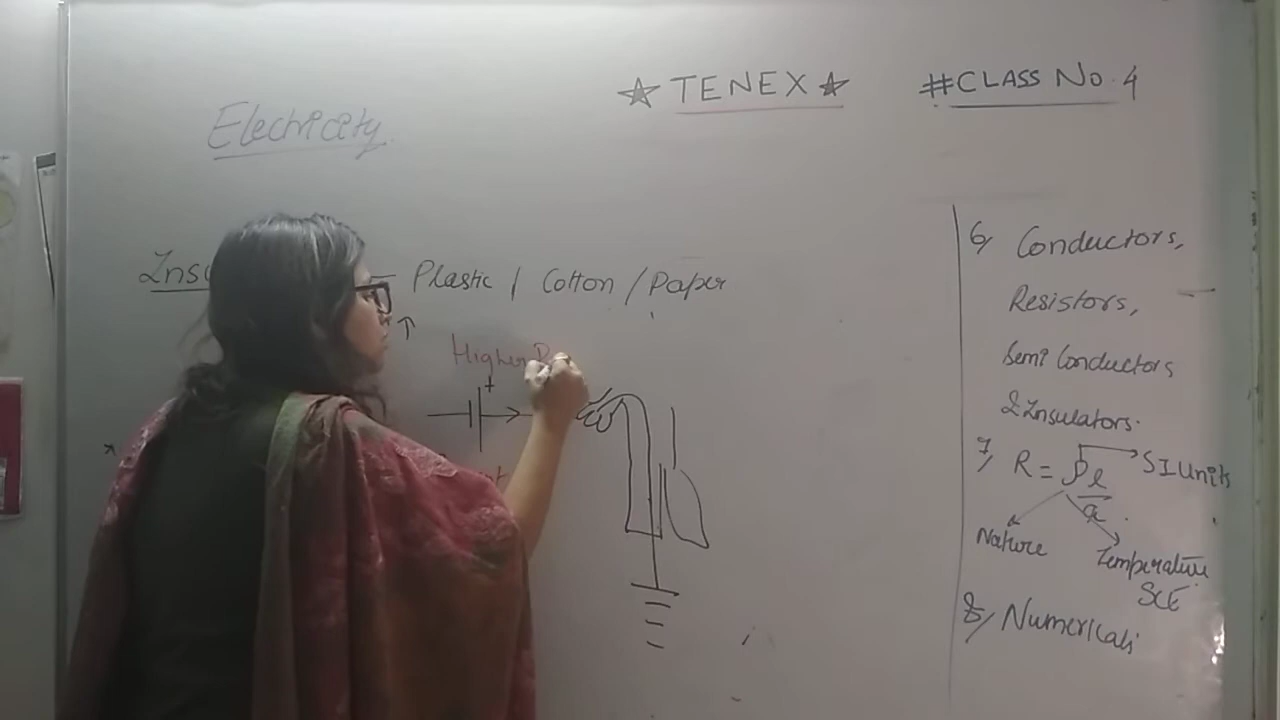 ☆ TENEX ☆
#CLASS No. 4
Electricity
Plastic / Cotton / Paper
Higher
+
6) Conductors,
Resistors,
Semi Conductors
& Insulators.
7) R = ρl/a
SI Units
Nature
Temperature
8) Numericals